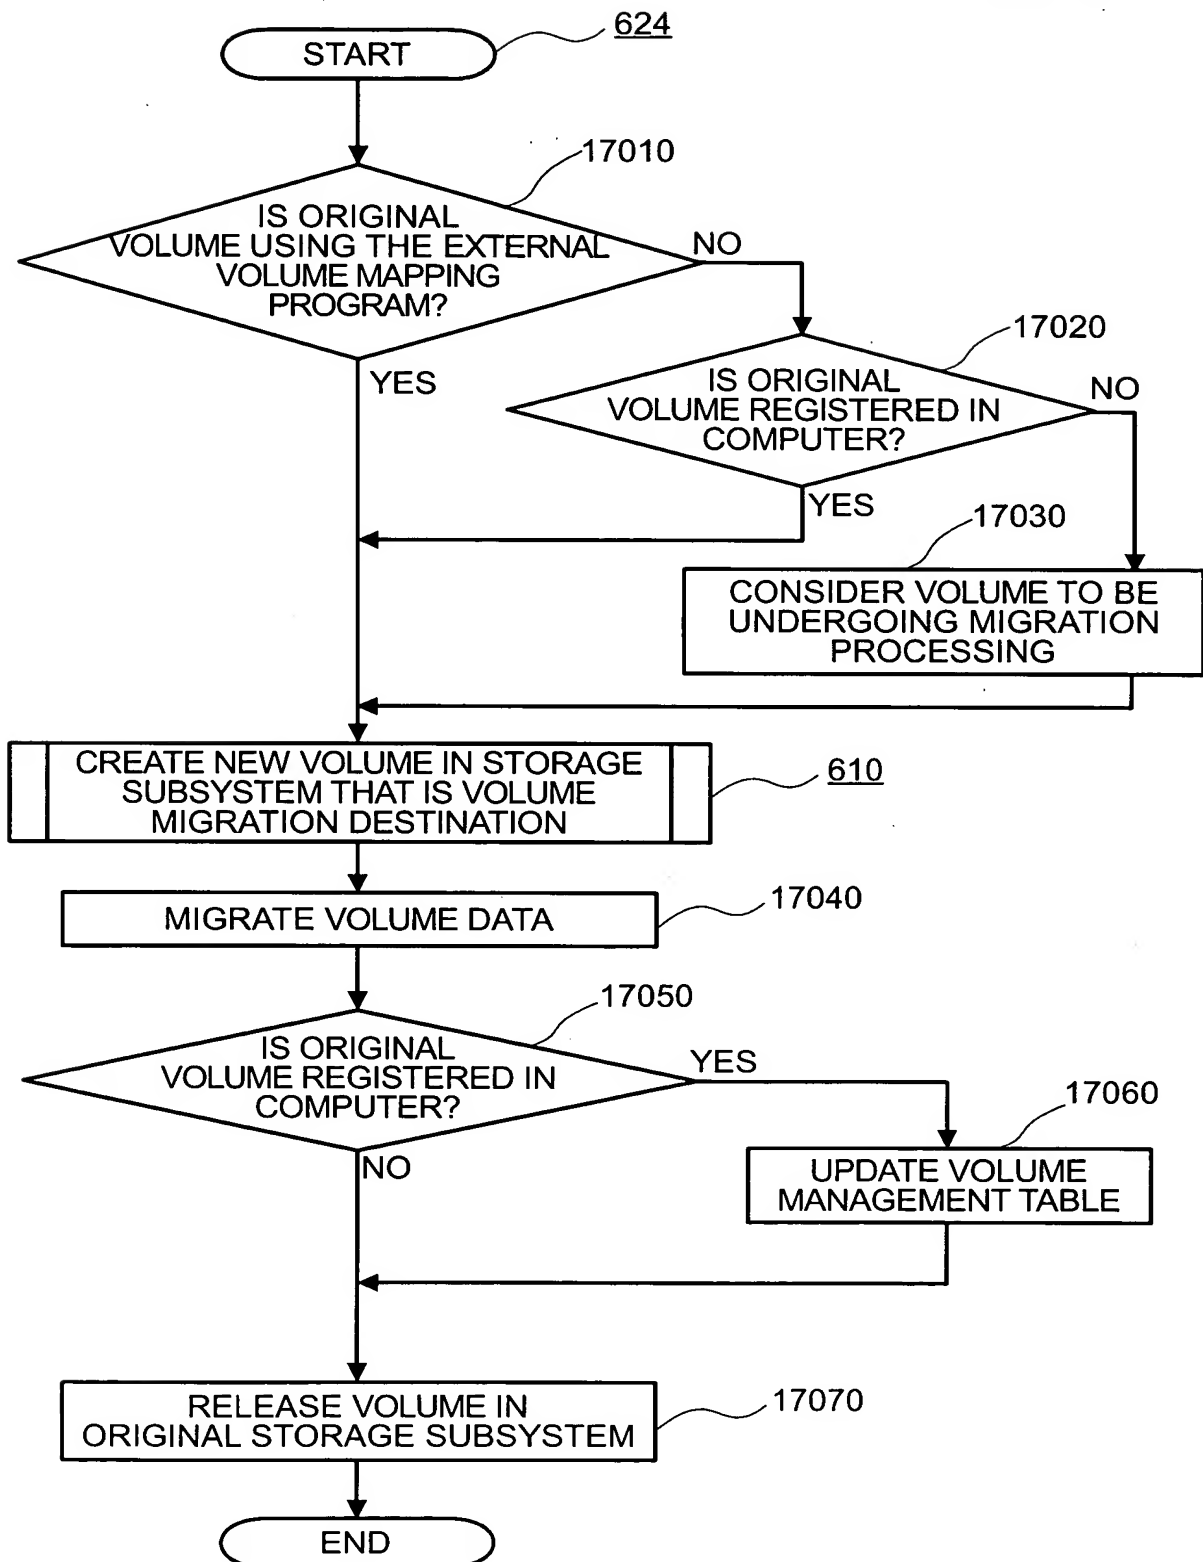 624
START
17010
IS ORIGINAL
VOLUME USING THE EXTERNAL
VOLUME MAPPING
PROGRAM?
NO
YES
17020
IS ORIGINAL
VOLUME REGISTERED IN
COMPUTER?
NO
YES
17030
CONSIDER VOLUME TO BE
UNDERGOING MIGRATION
PROCESSING
CREATE NEW VOLUME IN STORAGE
SUBSYSTEM THAT IS VOLUME
MIGRATION DESTINATION
610
MIGRATE VOLUME DATA
17040
17050
IS ORIGINAL
VOLUME REGISTERED IN
COMPUTER?
YES
NO
17060
UPDATE VOLUME
MANAGEMENT TABLE
RELEASE VOLUME IN
ORIGINAL STORAGE SUBSYSTEM
17070
END